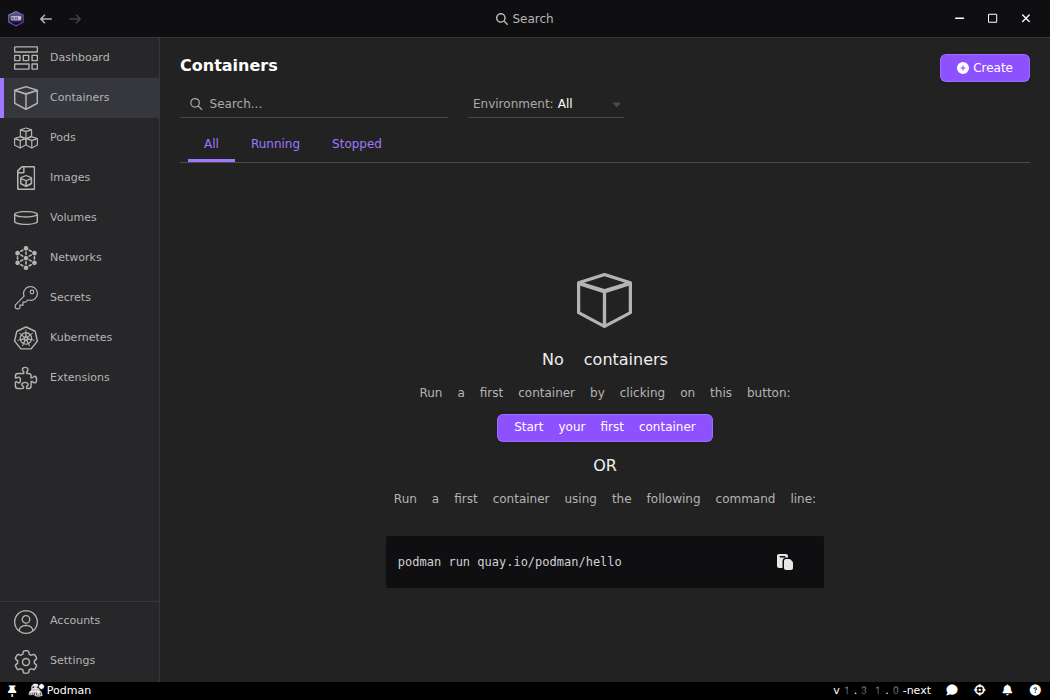 Search
Dashboard
Containers
Pods
Images
Volumes
Networks
Secrets
Kubernetes
Extensions
Accounts
Settings
Containers
Create
Search...
Environment: All
All Running Stopped
No containers
Run a first container by clicking on this button:
Start your first container
OR
Run a first container using the following command line:
podman run quay.io/podman/hello
Podman
v1.31.0-next